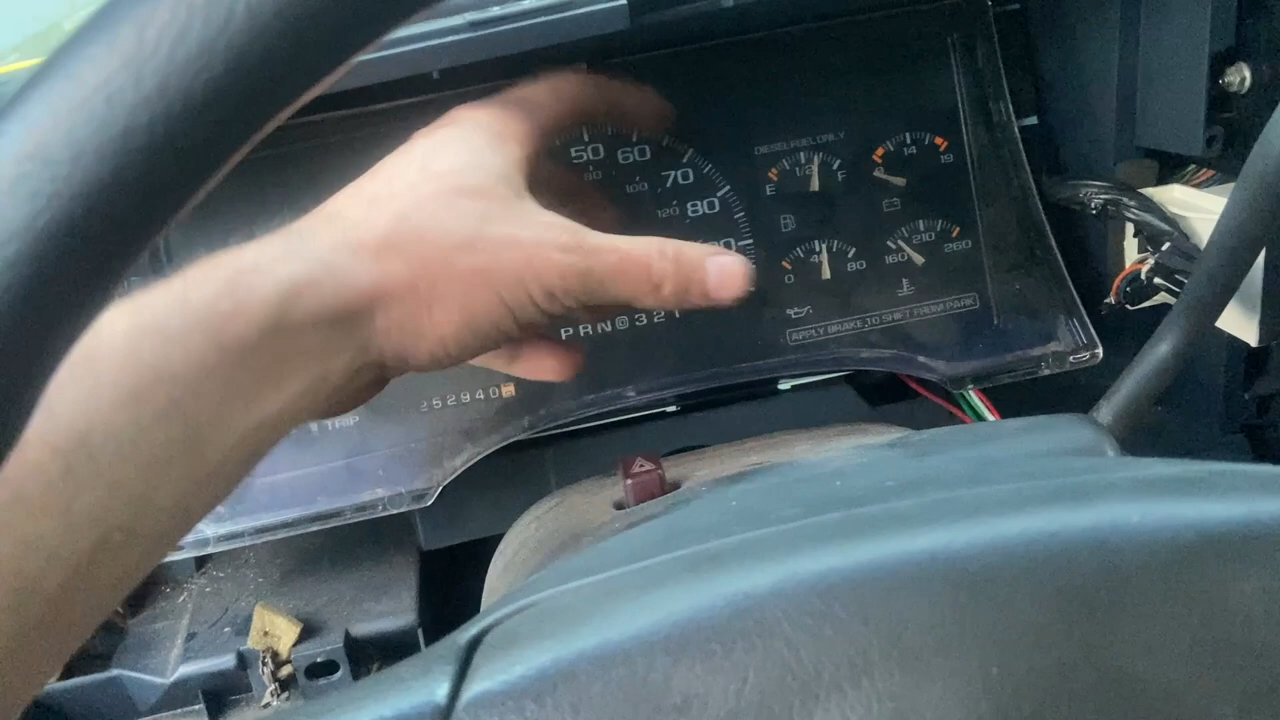 50 60
80
100 70
120 80
DIESEL FUEL ONLY
E 1/2 F
14
19
0 80
160 210 260
PRN D 321
252940
TRIP
APPLY BRAKE TO SHIFT FROM PARK